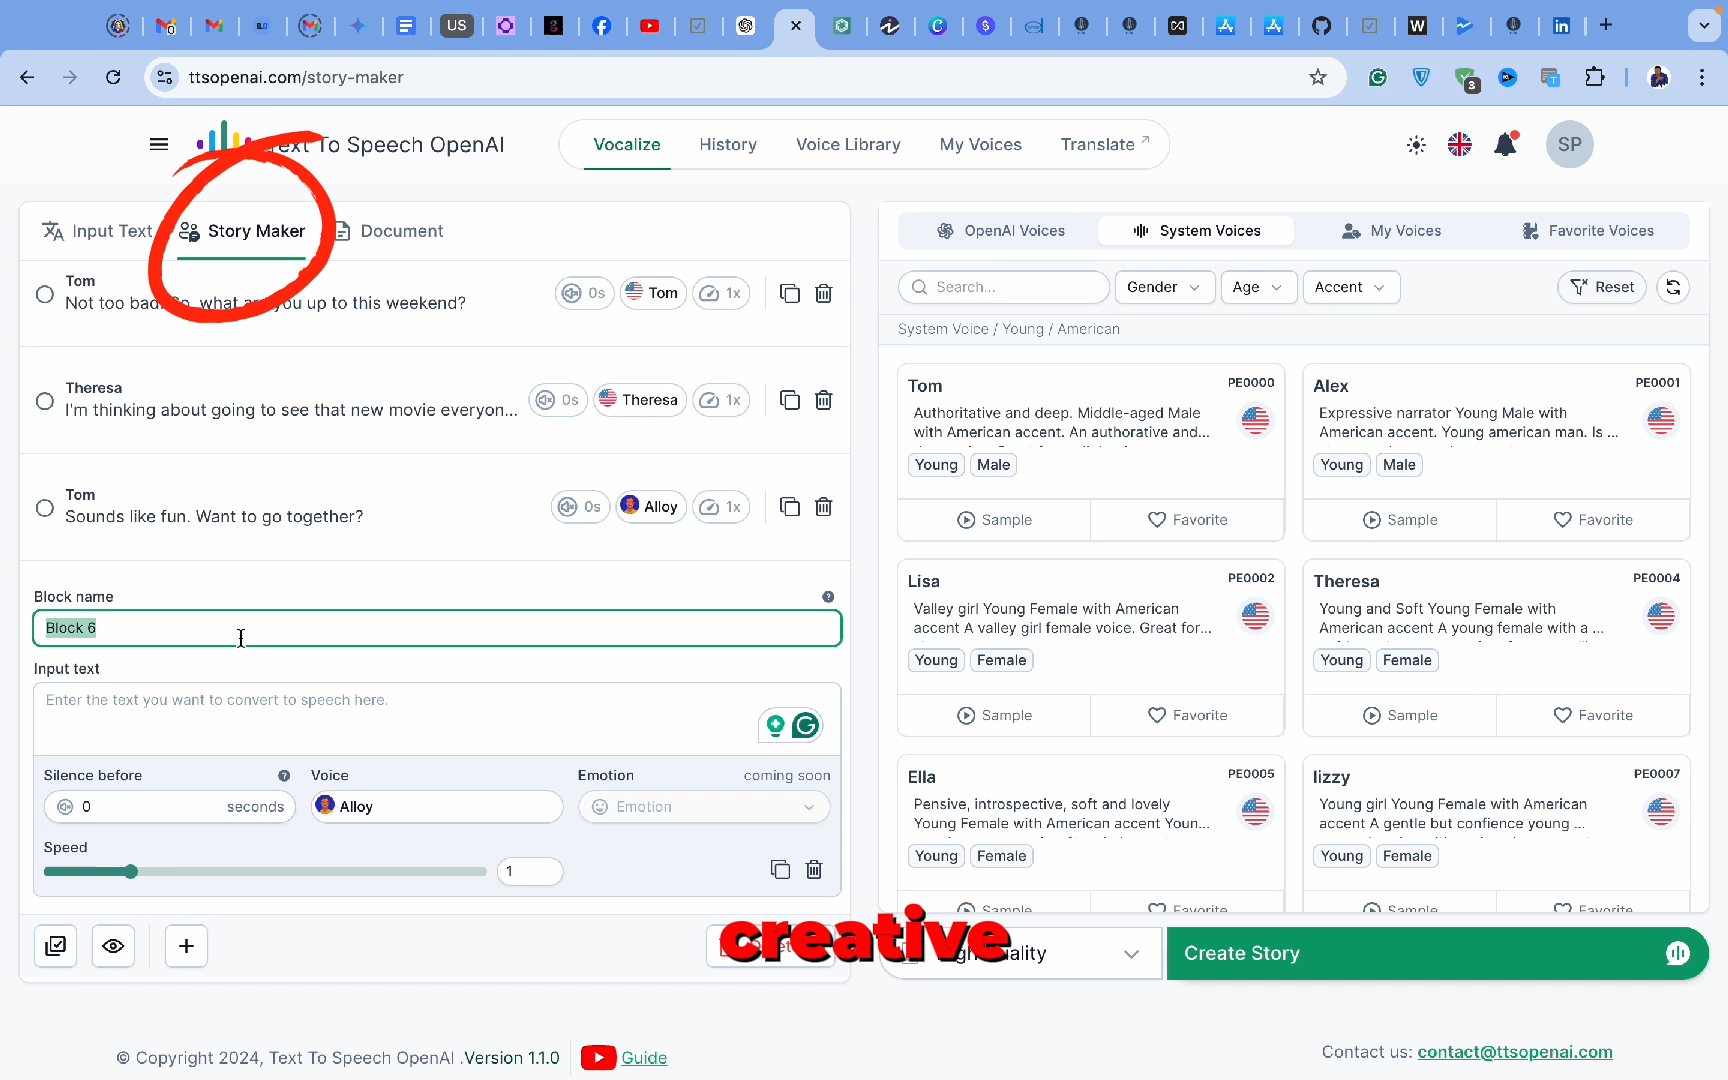 US
ttsopenai.com/story-maker
3
Text To Speech OpenAI
Vocalize
History
Voice Library
My Voices
Translate
SP
Input Text
Story Maker
Document
Tom
Not too bad. So, what are you up to this weekend?
0s
Tom
1x
Theresa
I'm thinking about going to see that new movie everyon...
0s
Theresa
1x
Tom
Sounds like fun. Want to go together?
0s
Alloy
1x
Block name
Block 6
Input text
Enter the text you want to convert to speech here.
Silence before
0
seconds
Voice
Alloy
Emotion
coming soon
Emotion
Speed
1
creative
OpenAI Voices
System Voices
My Voices
Favorite Voices
Search...
Gender
Age
Accent
Reset
System Voice / Young / American
Tom
PE0000
Authoritative and deep. Middle-aged Male
with American accent. An authorative and...
Young
Male
Sample
Favorite
Alex
PE0001
Expressive narrator Young Male with
American accent. Young american man. Is ...
Young
Male
Sample
Favorite
Lisa
PE0002
Valley girl Young Female with American
accent A valley girl female voice. Great for...
Young
Female
Sample
Favorite
Theresa
PE0004
Young and Soft Young Female with
American accent A young female with a ...
Young
Female
Sample
Favorite
Ella
PE0005
Pensive, introspective, soft and lovely
Young Female with American accent Youn...
Young
Female
Sample
Favorite
lizzy
PE0007
Young girl Young Female with American
accent A gentle but confience young ...
Young
Female
Sample
Favorite
Create Story
© Copyright 2024, Text To Speech OpenAI .Version 1.1.0
Guide
Contact us: contact@ttsopenai.com